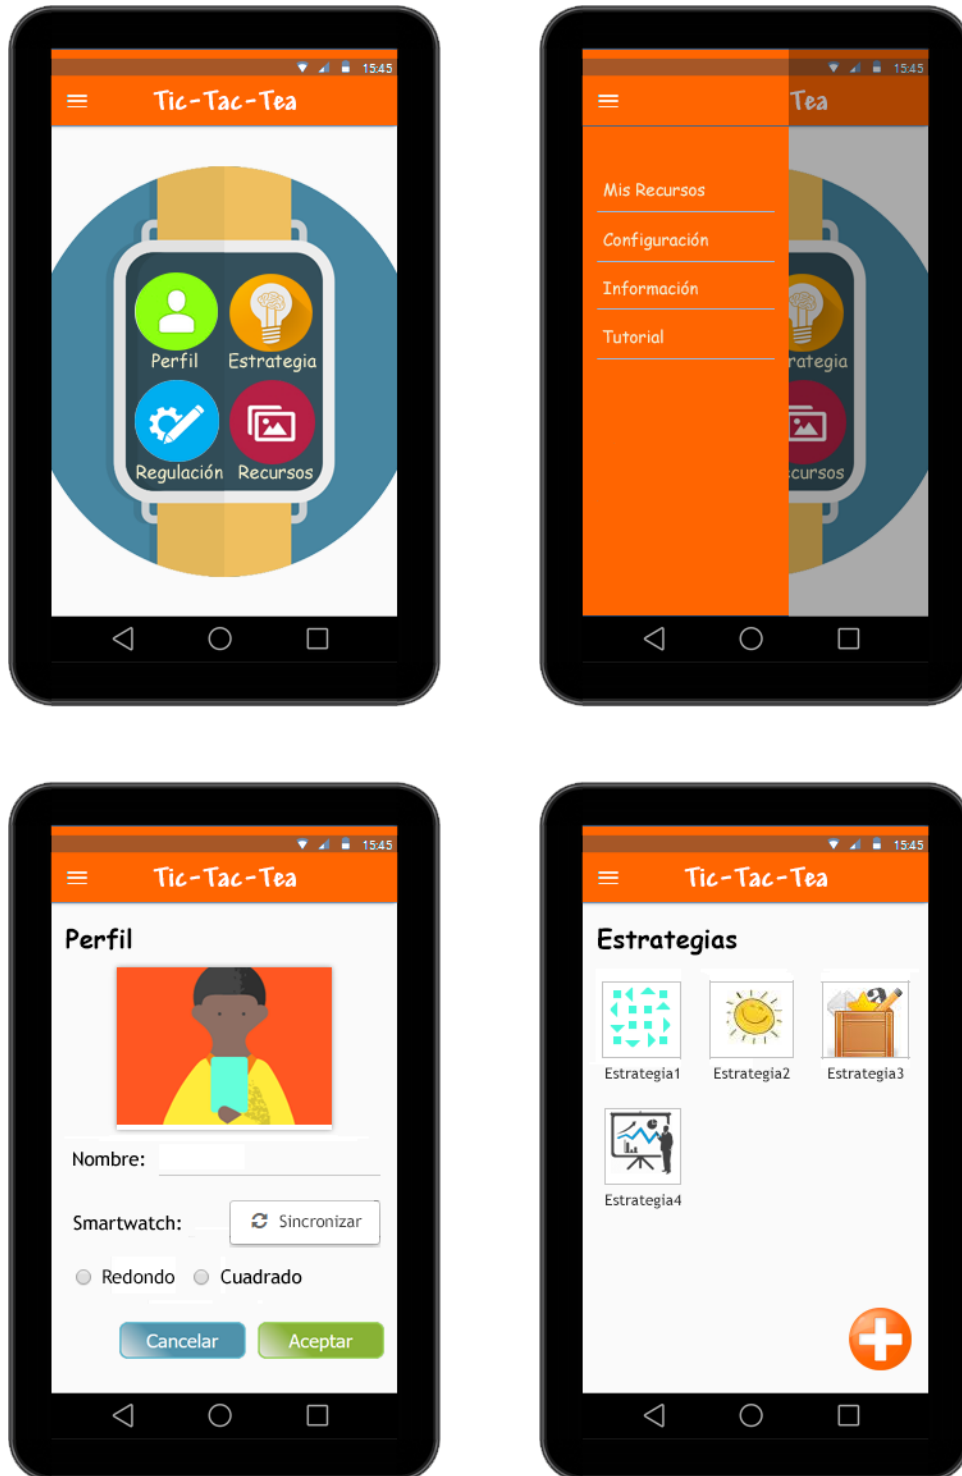 15:45
Tic-Tac-Tea
Perfil Estrategia
Regulación Recursos
15:45
Tea
Mis Recursos
Configuración
Información
Tutorial
rategia
cursos
15:45
Tic-Tac-Tea
Perfil
Nombre:
Smartwatch: Sincronizar
Redondo Cuadrado
Cancelar Aceptar
15:45
Tic-Tac-Tea
Estrategias
Estrategia1 Estrategia2 Estrategia3
Estrategia4